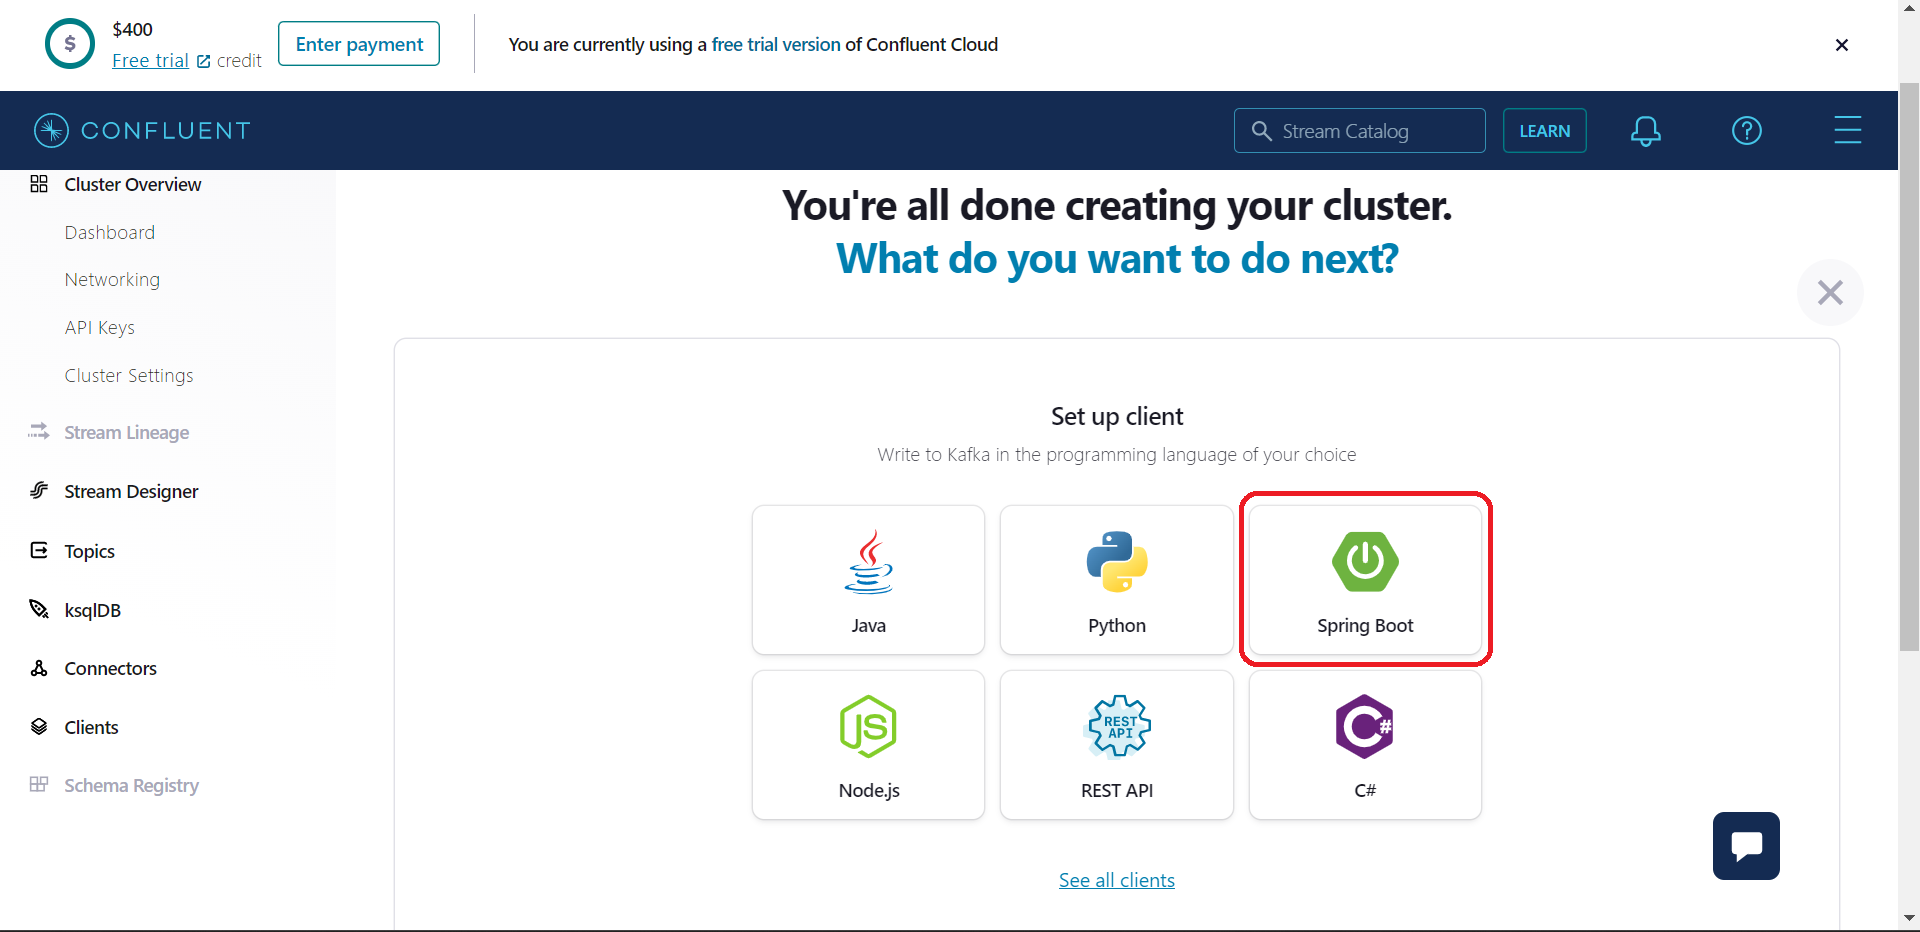 $
$400
Free trial credit
Enter payment
You are currently using a free trial version of Confluent Cloud
CONFLUENT
Stream Catalog
LEARN
?
Cluster Overview
Dashboard
Networking
API Keys
Cluster Settings
Stream Lineage
Stream Designer
Topics
ksqlDB
Connectors
Clients
Schema Registry
You're all done creating your cluster.
What do you want to do next?
Set up client
Write to Kafka in the programming language of your choice
Java
Python
Spring Boot
JS
REST
API
C#
Node.js
REST API
C#
See all clients